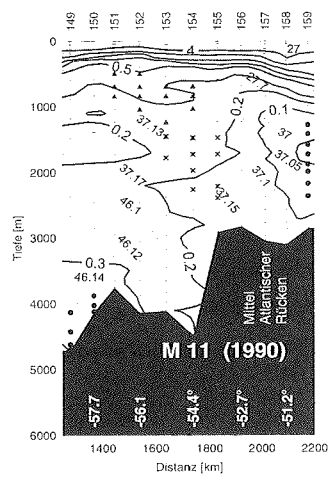 149 150 151 152 153 154 155 156 157 158 159
0
4
27
0.5
27.
1000
0.2
0.1
37.13
37
0.2
37.05
2000
37.17
37.1
46.1
37.15
Tiefe [m]
3000
46.12
0.3
0.2
46.14
4000
Mittel
Atlantischer
Rücken
M 11 (1990)
5000
-57.7 -56.1 -54.4° -52.7° -51.2°
6000
1400 1600 1800 2000 2200
Distanz [km]